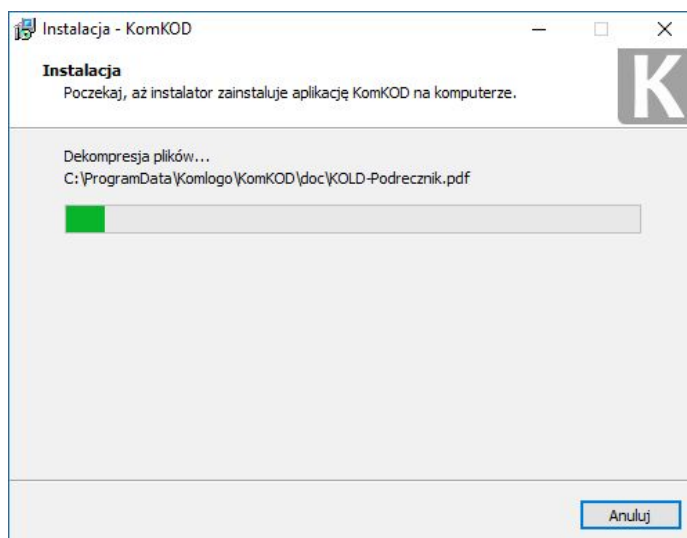 Instalacja - KomKOD
Instalacja
Poczekaj, aż instalator zainstaluje aplikację KomKOD na komputerze.
K
Dekompresja plików...
C:\ProgramData\Komlogo\KomKOD\doc\KOLD-Podrecznik.pdf
Anuluj